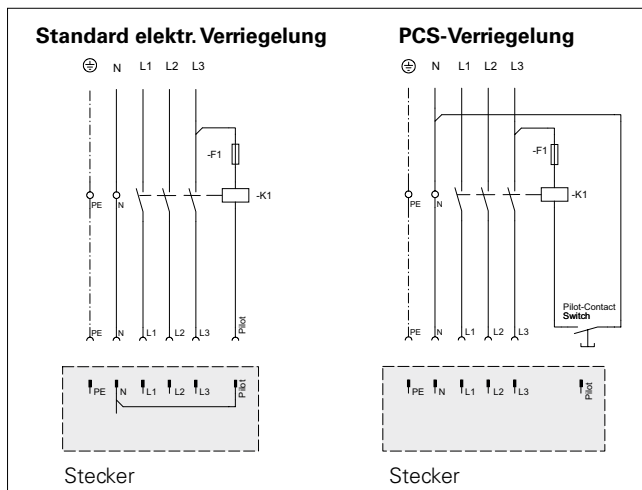 Standard elektr. Verriegelung
N L1 L2 L3
-F1
-K1
PE N
PE N L1 L2 L3 Pilot
PE N L1 L2 L3 Pilot
Stecker
PCS-Verriegelung
N L1 L2 L3
-F1
-K1
PE N
Pilot-Contact
Switch
PE N L1 L2 L3
PE N L1 L2 L3 Pilot
Stecker